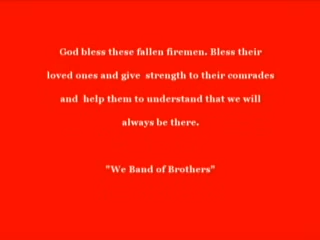 God bless these fallen firemen. Bless their
loved ones and give strength to their comrades
and help them to understand that we will
always be there.
"We Band of Brothers"